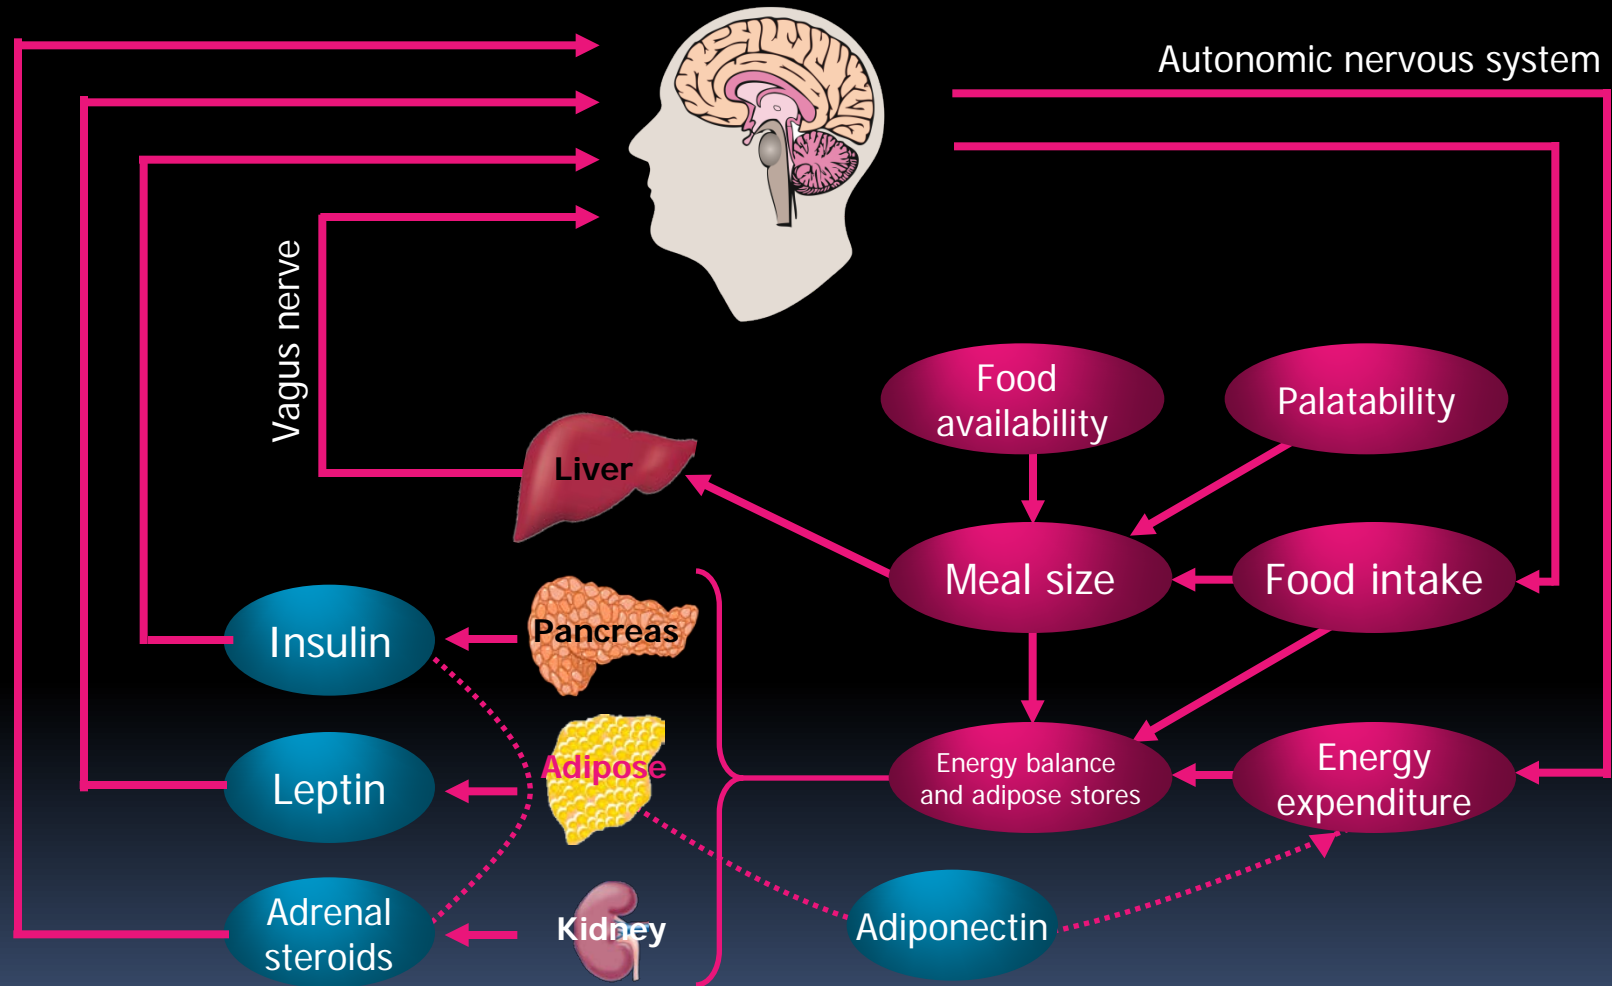 Autonomic nervous system
Vagus nerve
Food
availability
Palatability
Liver
Meal size
Food intake
Insulin
Pancreas
Leptin
Adipose
Energy balance
and adipose stores
Energy
expenditure
Adrenal
steroids
Kidney
Adiponectin